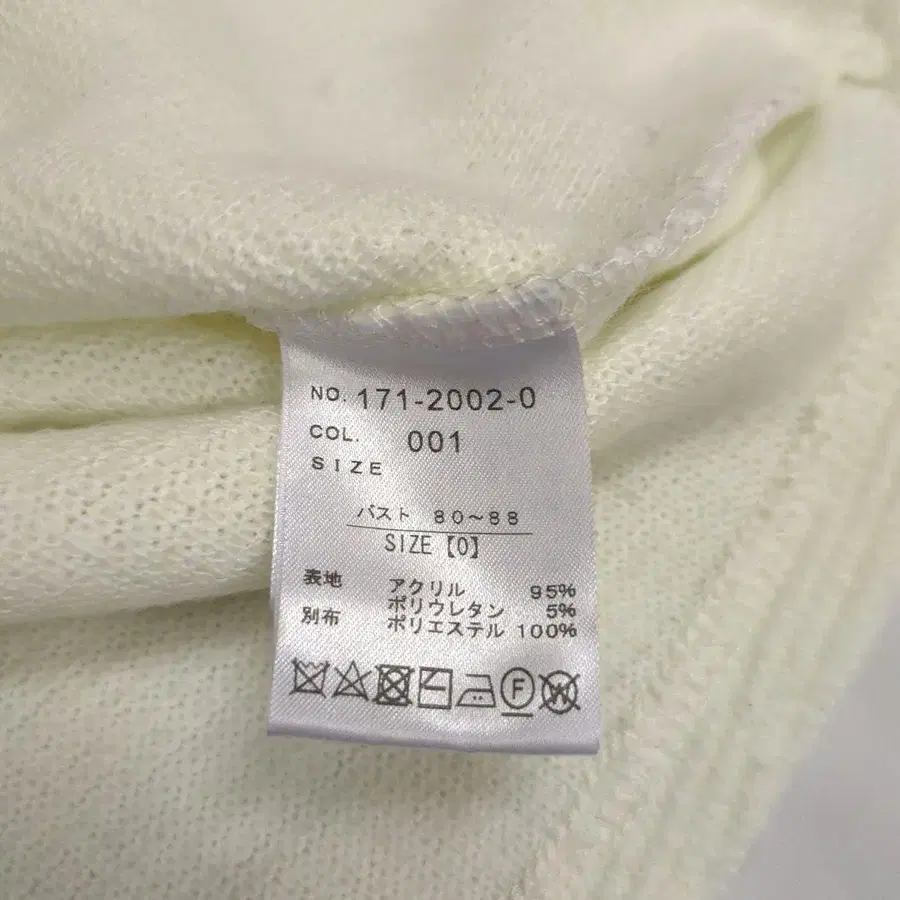 NO. 171-2002-0
COL. 001
SIZE
バスト 80～88
SIZE【0】
表地 アクリル 95%
ポリウレタン 5%
別布 ポリエステル 100%
F W